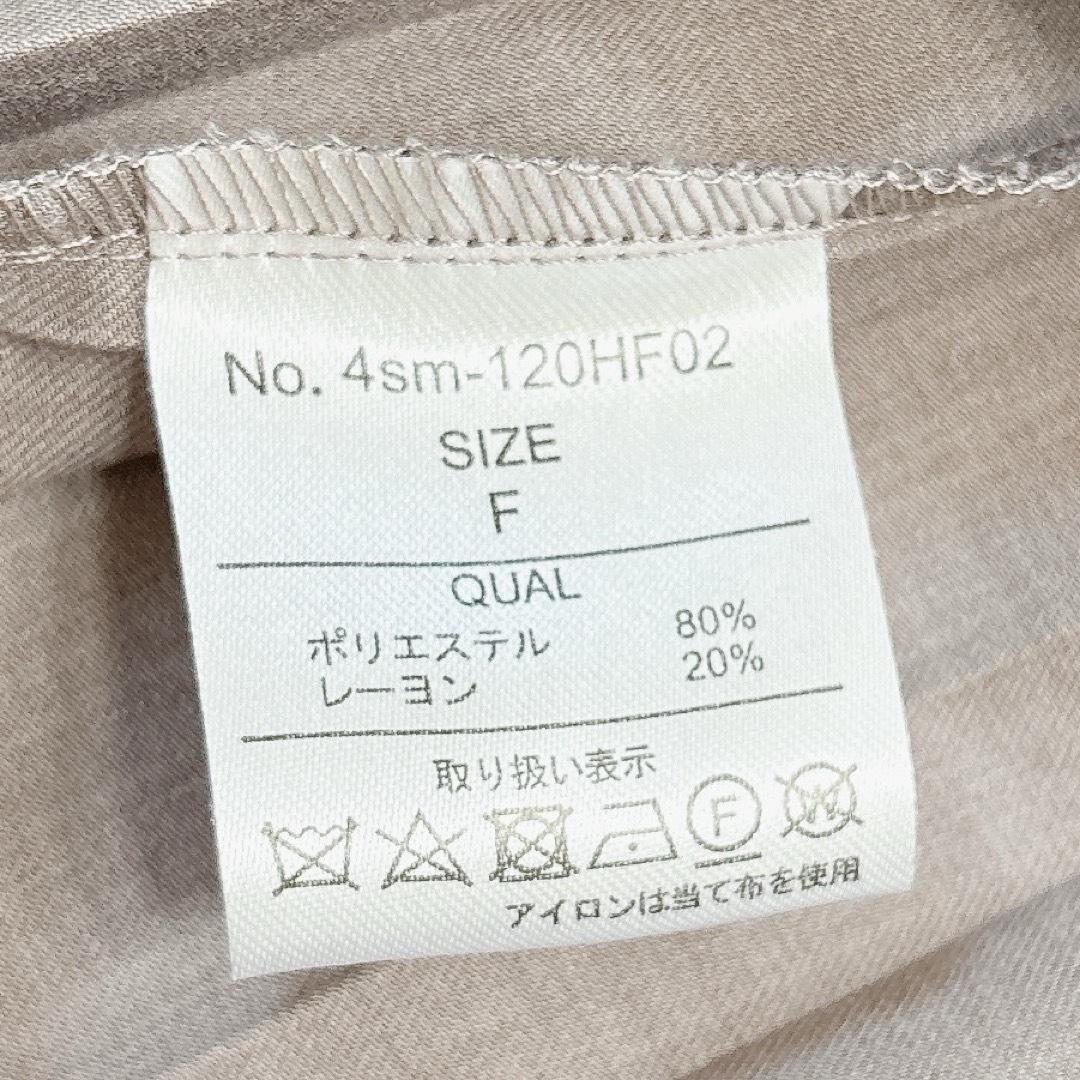 No. 4sm-120HF02
SIZE
F
QUAL
ポリエステル 80%
レーヨン 20%
取り扱い表示
F W
アイロンは当て布を使用